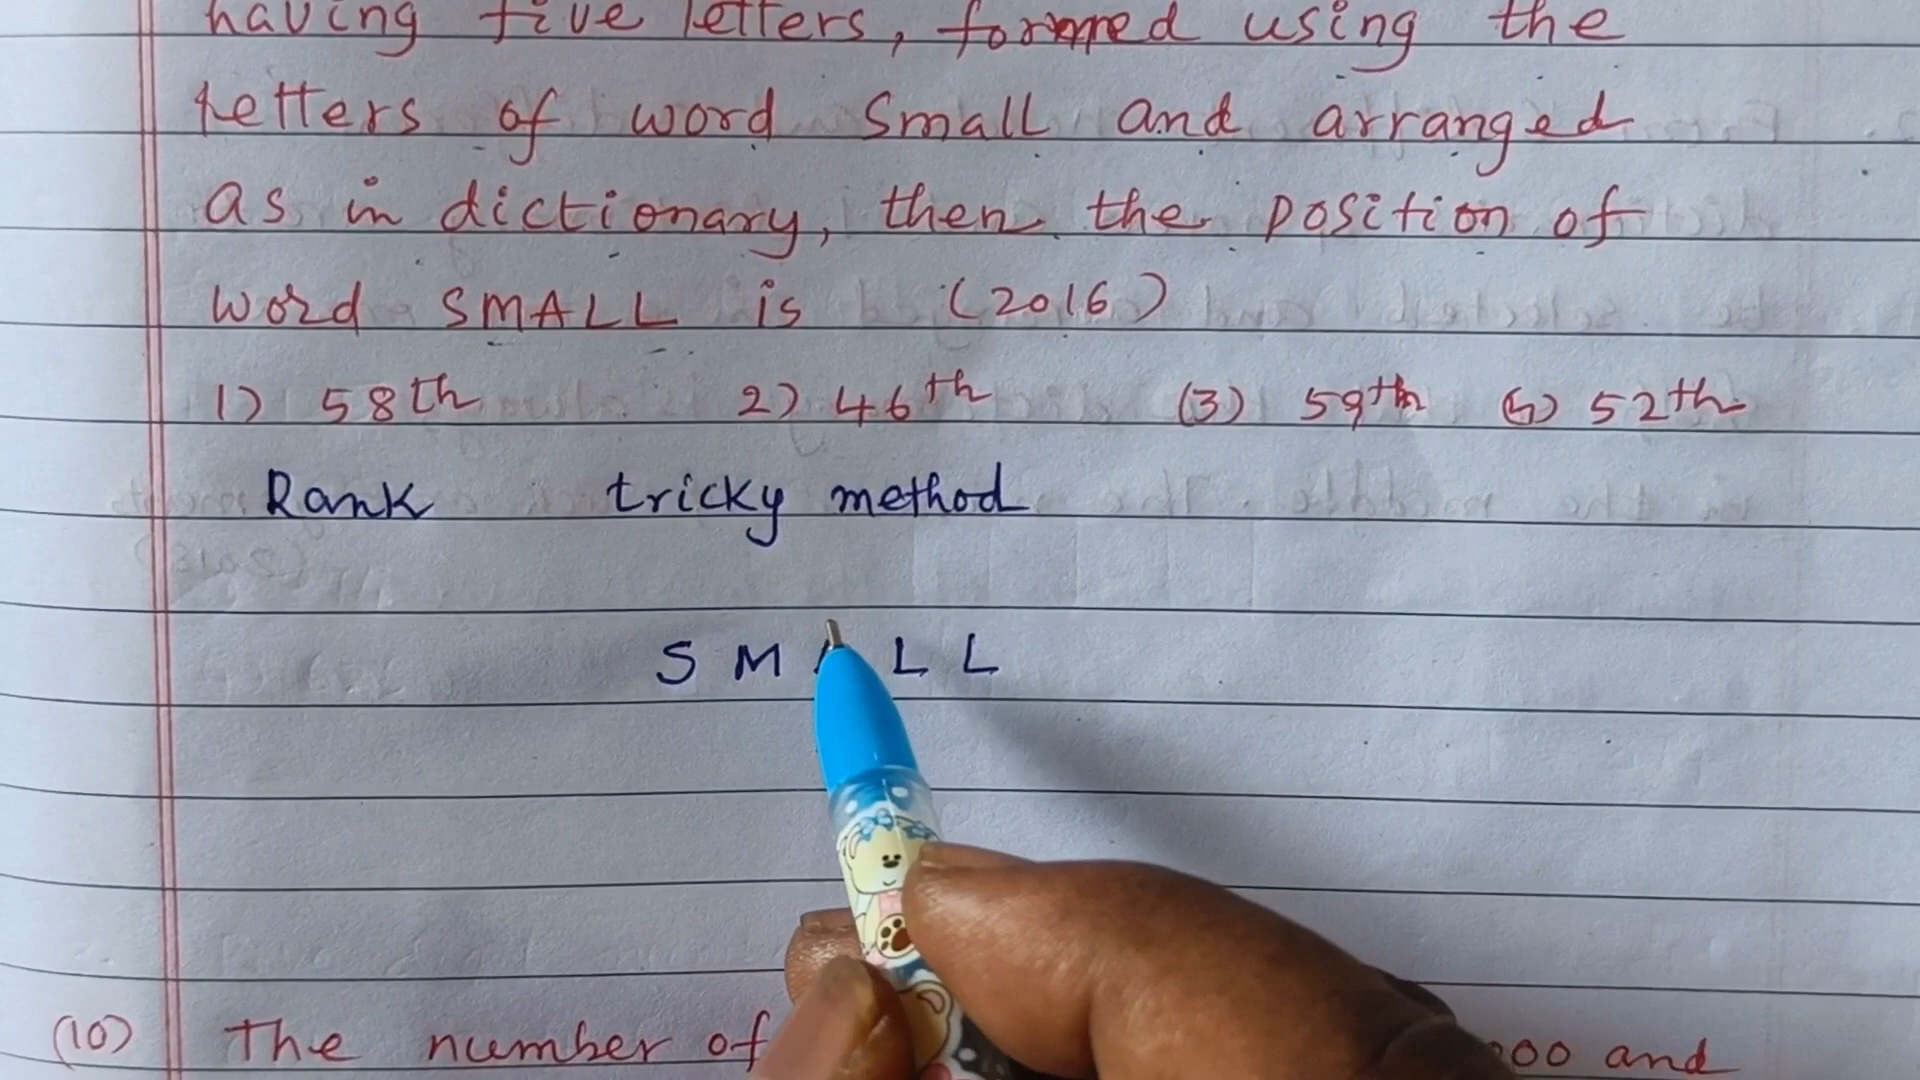 having five letters, formed using the
Letters of word Small and arranged
as in dictionary, then the position of
word SMALL is (2016)
1) 58th 2) 46th (3) 59th (4) 52th
Rank tricky method
S M A L L
(10) The number of 000 and